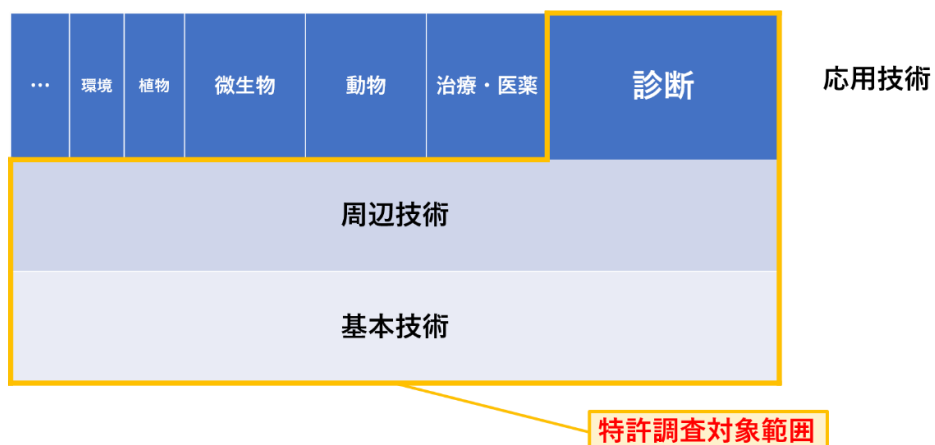 … 環境 植物 微生物 動物 治療・医薬 診断 応用技術
周辺技術
基本技術
特許調査対象範囲